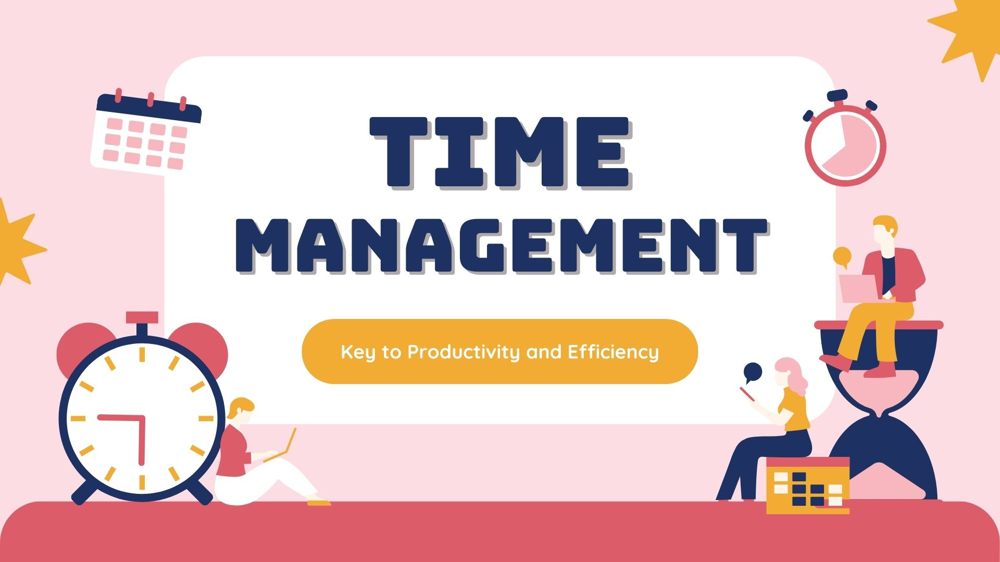 TIME
MANAGEMENT
Key to Productivity and Efficiency